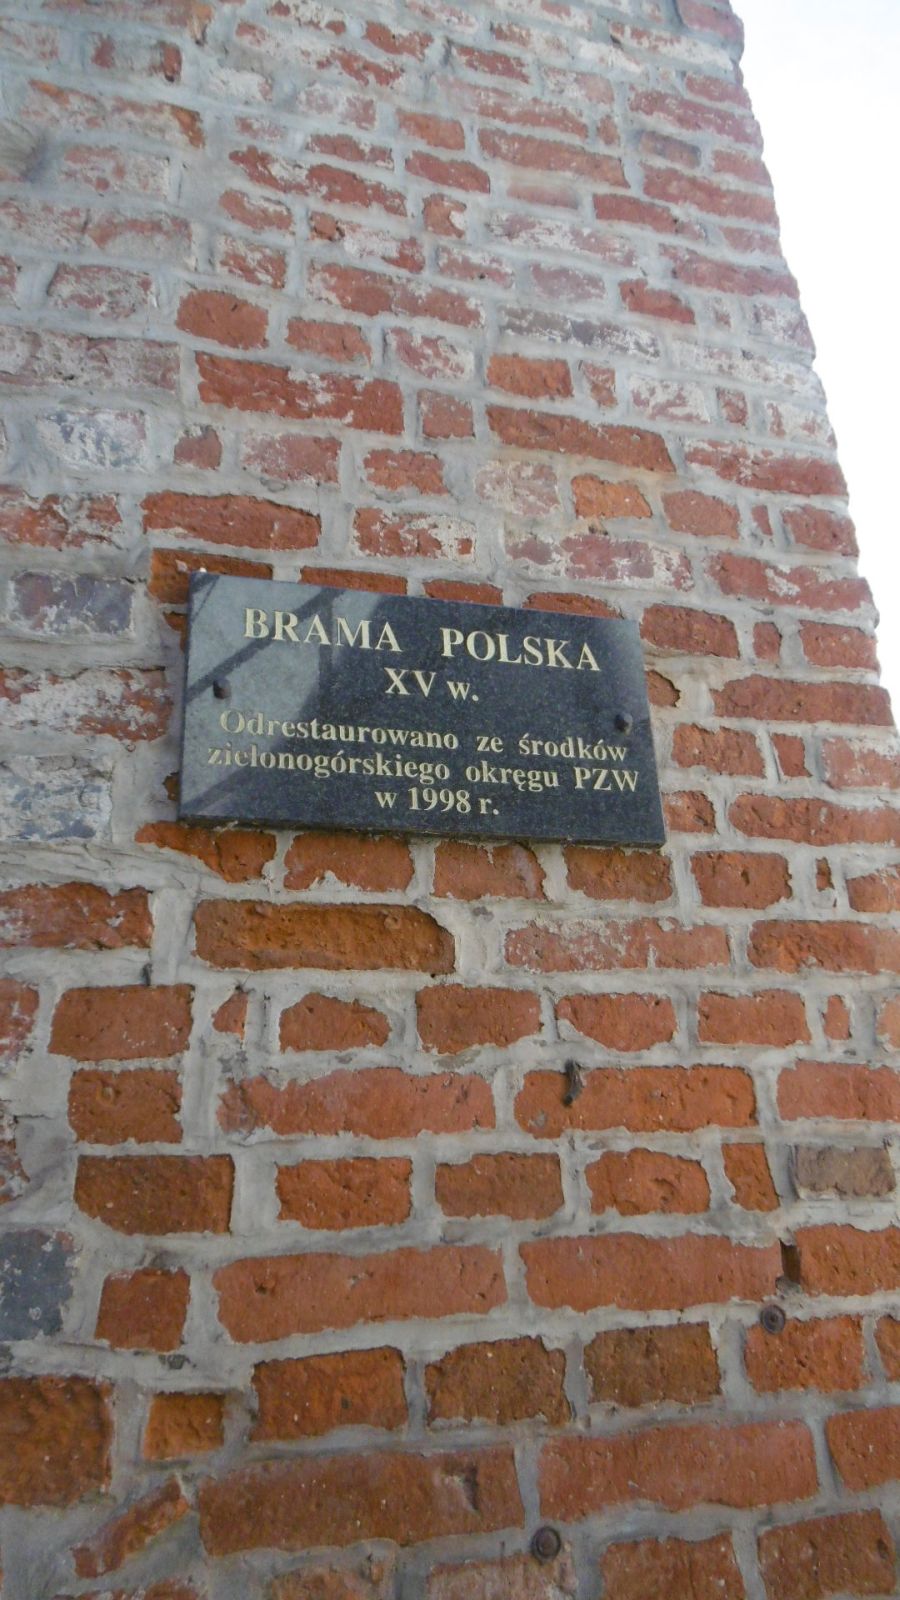 BRAMA POLSKA
XV w.
Odrestaurowano ze środków
zielonogórskiego okręgu PZW
w 1998 r.